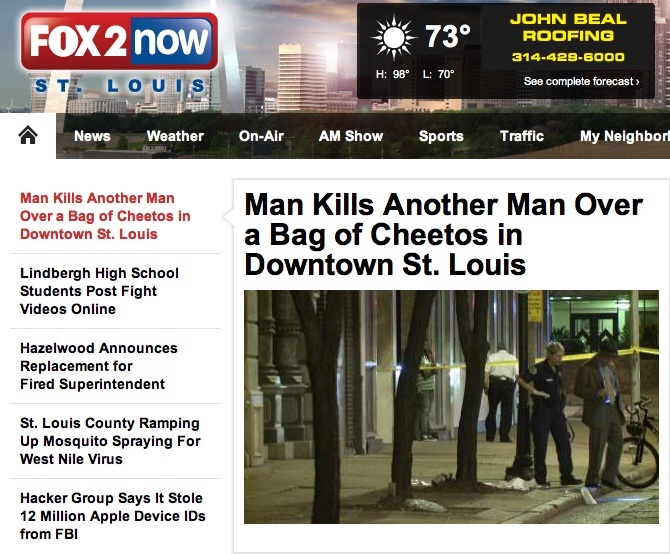 FOX 2 now
ST. LOUIS
73°
H: 98° L: 70°
JOHN BEAL
ROOFING
314-429-6000
See complete forecast ›
News Weather On-Air AM Show Sports Traffic My Neighbor
Man Kills Another Man
Over a Bag of Cheetos in
Downtown St. Louis
Lindbergh High School
Students Post Fight
Videos Online
Hazelwood Announces
Replacement for
Fired Superintendent
St. Louis County Ramping
Up Mosquito Spraying For
West Nile Virus
Hacker Group Says It Stole
12 Million Apple Device IDs
from FBI
Man Kills Another Man Over
a Bag of Cheetos in
Downtown St. Louis